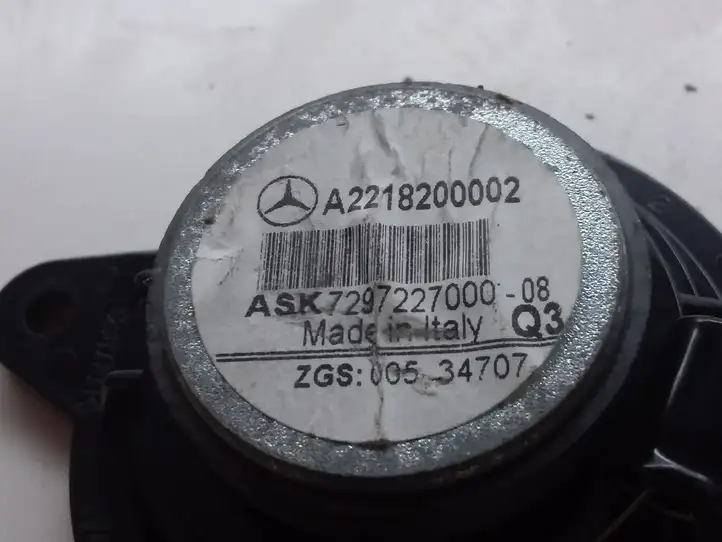 A2218200002
ASK7297227000-08
Made in Italy Q3
ZGS: 005 34707